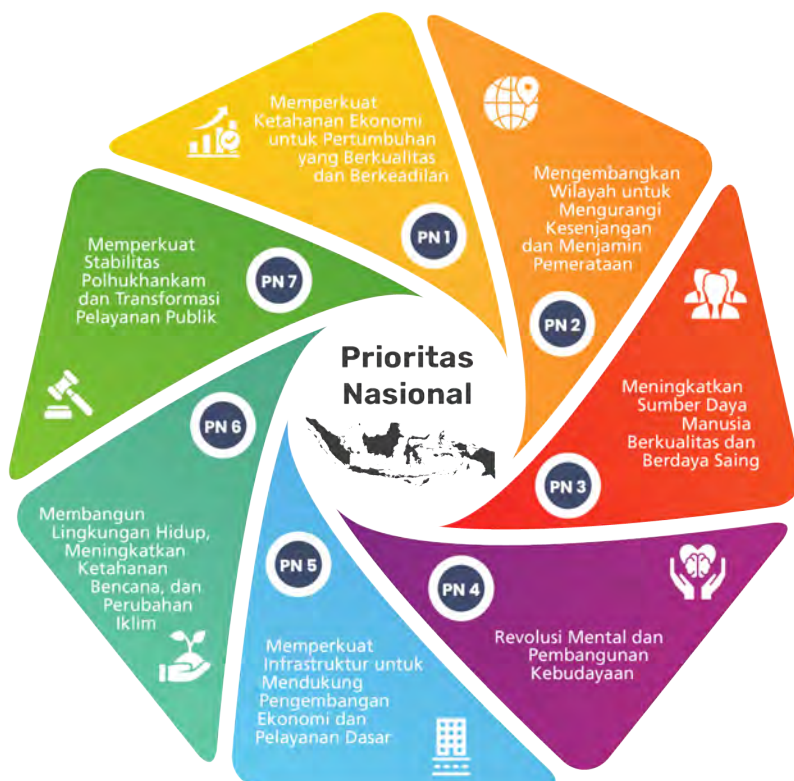 Memperkuat
Ketahanan Ekonomi
untuk Pertumbuhan
yang Berkualitas
dan Berkeadilan
PN 1
Mengembangkan
Wilayah untuk
Mengurangi
Kesenjangan
dan Menjamin
Pemerataan
PN 2
Meningkatkan
Sumber Daya
Manusia
Berkualitas dan
Berdaya Saing
PN 3
Revolusi Mental dan
Pembangunan
Kebudayaan
PN 4
PN 5
Memperkuat
Infrastruktur untuk
Mendukung
Pengembangan
Ekonomi dan
Pelayanan Dasar
PN 6
Membangun
Lingkungan Hidup,
Meningkatkan
Ketahanan
Bencana, dan
Perubahan
Iklim
Memperkuat
Stabilitas
Polhukhankam
dan Transformasi
Pelayanan Publik
PN 7
Prioritas
Nasional